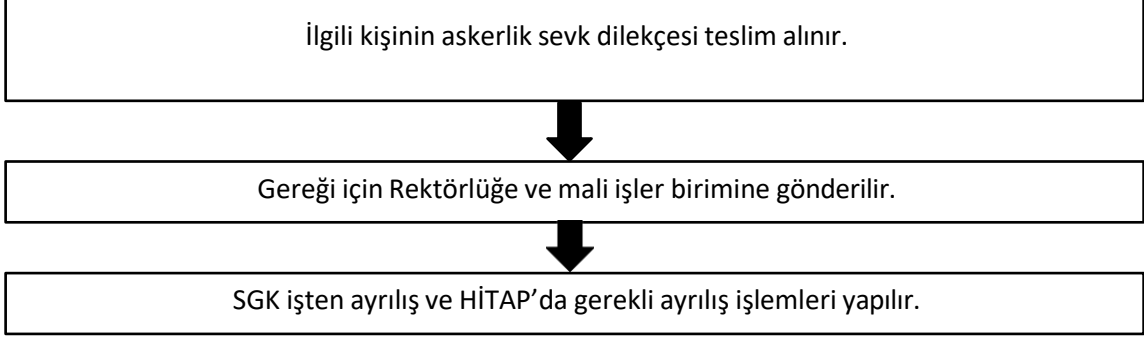 İlgili kişinin askerlik sevk dilekçesi teslim alınır.
Gereği için Rektörlüğe ve mali işler birimine gönderilir.
SGK işten ayrılış ve HİTAP’da gerekli ayrılış işlemleri yapılır.